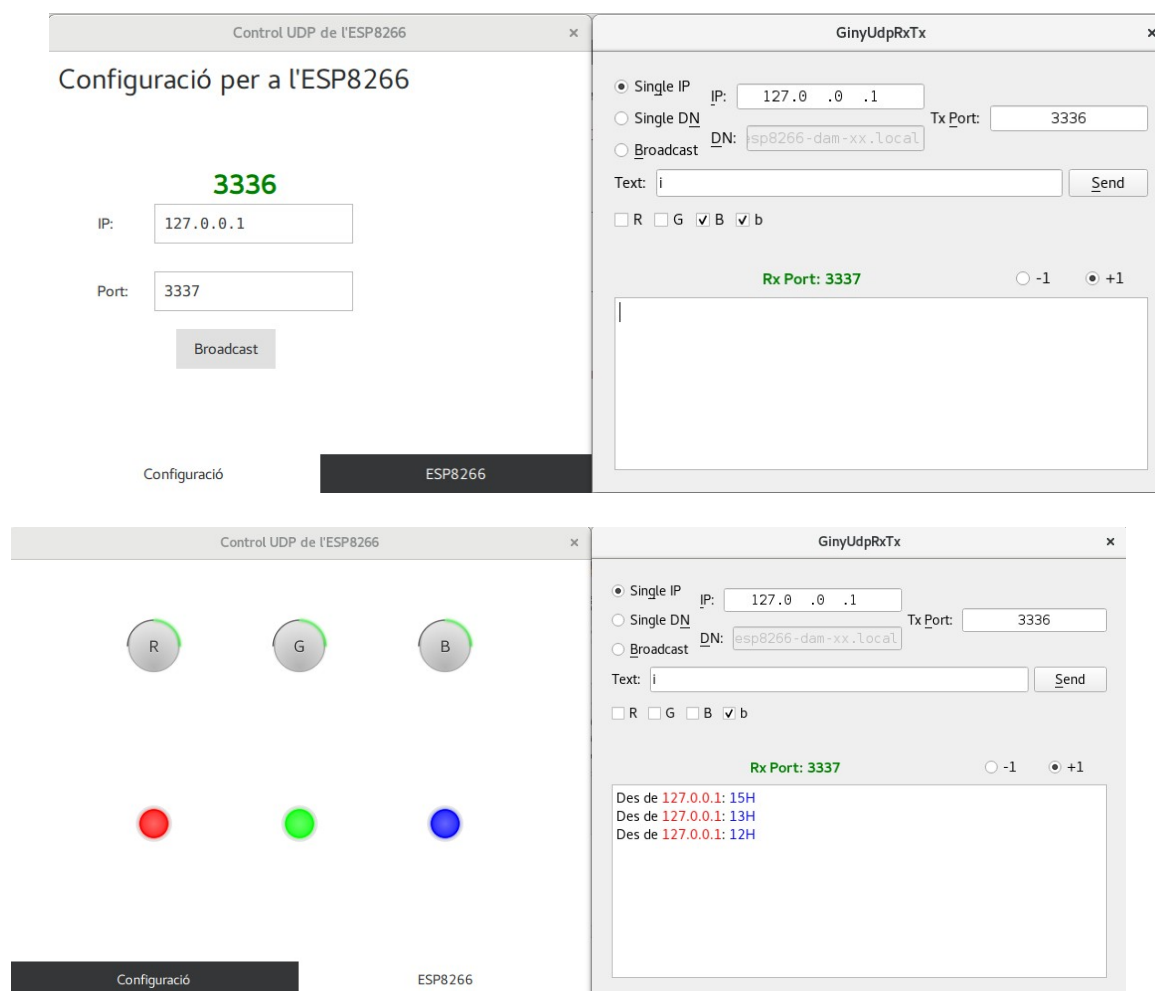 Control UDP de l'ESP8266 ×
Configuració per a l'ESP8266
3336
IP: 127.0.0.1
Port: 3337
Broadcast
Configuració ESP8266
GinyUdpRxTx ×
Single IP
Single DN
Broadcast
IP: 127.0 .0 .1
DN: esp8266-dam-xx.local
Tx Port: 3336
Text: i Send
R G B b
Rx Port: 3337 -1 +1
Control UDP de l'ESP8266 ×
R G B
Configuració ESP8266
GinyUdpRxTx ×
Single IP
Single DN
Broadcast
IP: 127.0 .0 .1
DN: esp8266-dam-xx.local
Tx Port: 3336
Text: i Send
R G B b
Rx Port: 3337 -1 +1
Des de 127.0.0.1: 15H
Des de 127.0.0.1: 13H
Des de 127.0.0.1: 12H